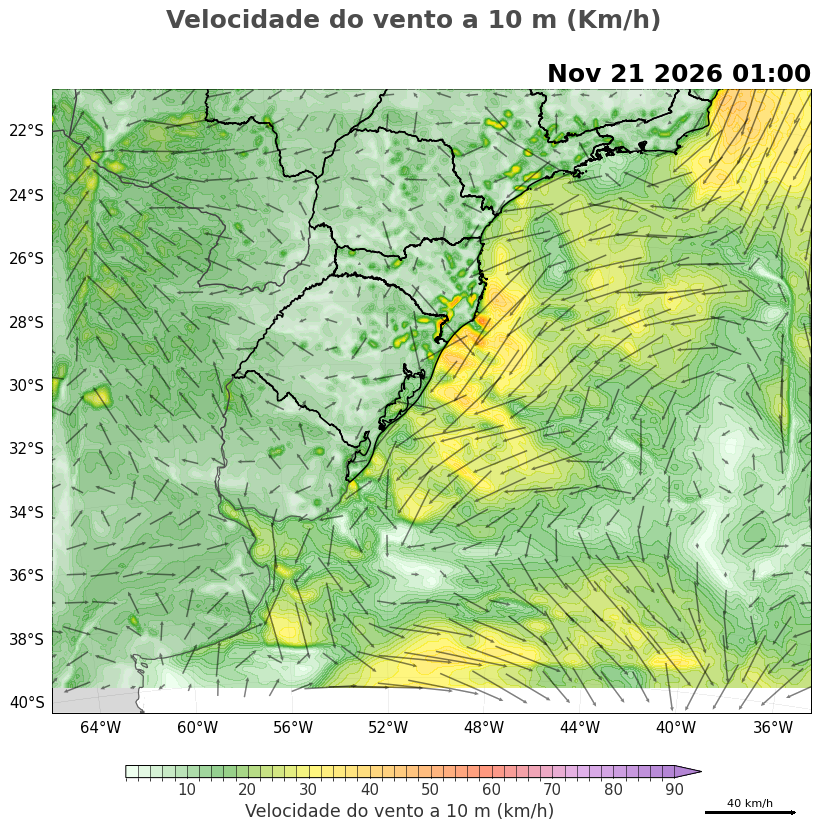 Velocidade do vento a 10 m (Km/h)
Nov 21 2026 01:00
22°S
24°S
26°S
28°S
30°S
32°S
34°S
36°S
38°S
40°S
64°W 60°W 56°W 52°W 48°W 44°W 40°W 36°W
10 20 30 40 50 60 70 80 90
Velocidade do vento a 10 m (km/h)
40 km/h